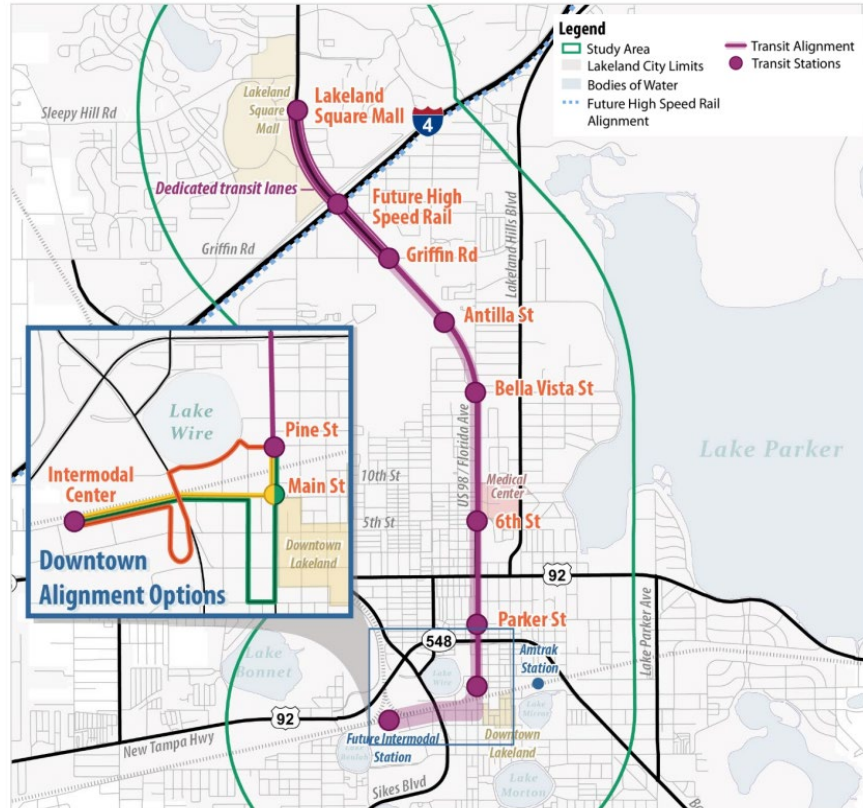 Legend
Study Area
Lakeland City Limits
Bodies of Water
Future High Speed Rail
Alignment
Transit Alignment
Transit Stations
Sleepy Hill Rd
Lakeland
Square
Mall
Lakeland
Square Mall
4
Dedicated transit lanes
Future High
Speed Rail
Griffin Rd
Griffin Rd
Lakeland Hills Blvd
Antilla St
Bella Vista St
US 98 / Florida Ave
Lake Parker
Medical
Center
10th St
5th St
6th St
Lake
Wire
Pine St
Intermodal
Center
Main St
Downtown
Lakeland
Downtown
Alignment Options
92
Parker St
548
Amtrak
Station
Lake Parker Ave
Lake
Bonnet
Lake
Wire
Lake
Mirror
92
New Tampa Hwy
Future Intermodal
Station
Downtown
Lakeland
Sikes Blvd
Lake
Morton